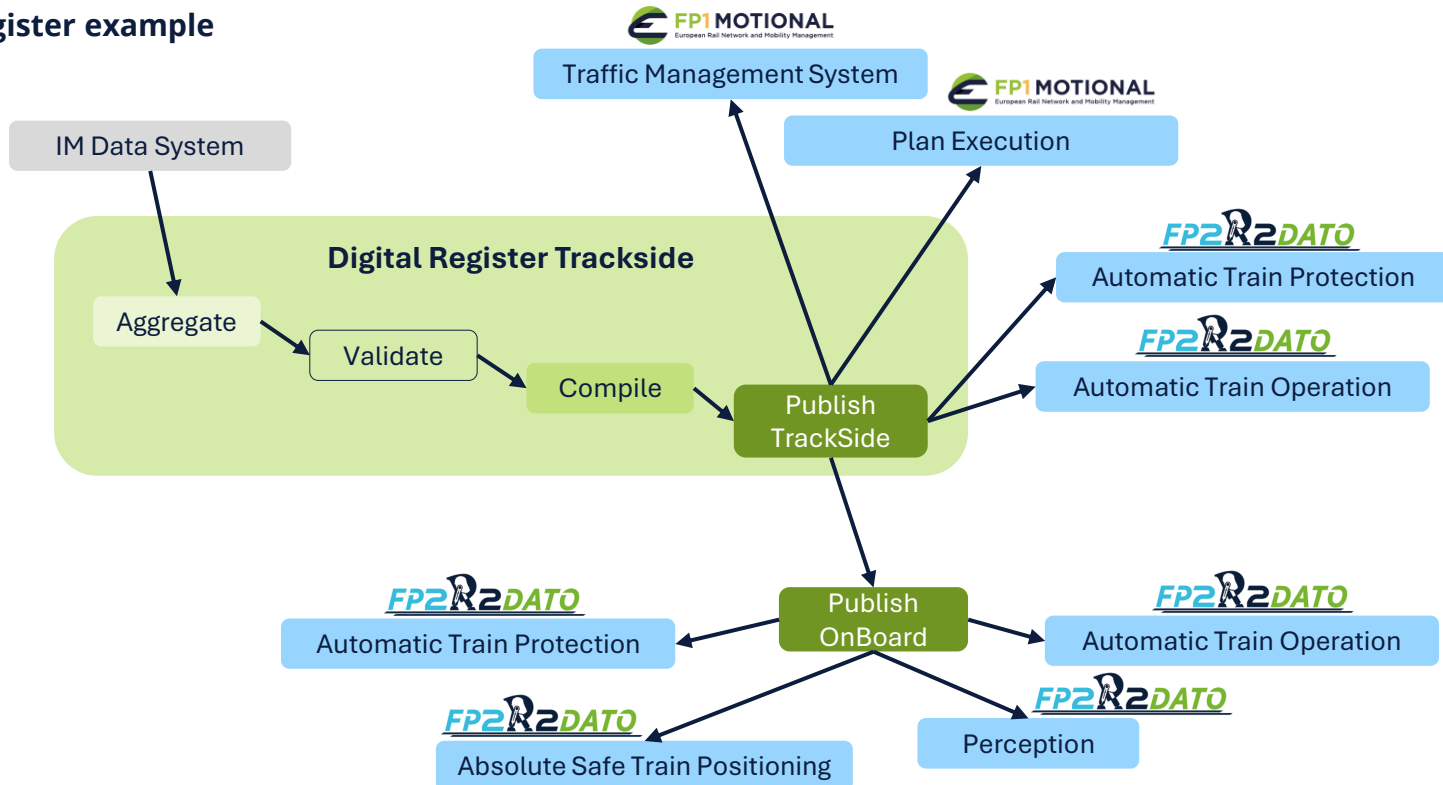 gister example
FP1 MOTIONAL
European Rail Network and Mobility Management
Traffic Management System
FP1 MOTIONAL
European Rail Network and Mobility Management
Plan Execution
IM Data System
Digital Register Trackside
FP2R2DATO
Automatic Train Protection
Aggregate
Validate
FP2R2DATO
Automatic Train Operation
Compile
Publish
TrackSide
FP2R2DATO
Automatic Train Protection
Publish
OnBoard
FP2R2DATO
Automatic Train Operation
FP2R2DATO
Absolute Safe Train Positioning
FP2R2DATO
Perception